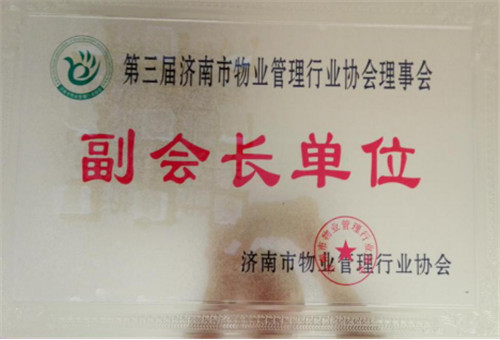 第三届济南市物业管理行业协会理事会
副会长单位
济南市物业管理行业协会